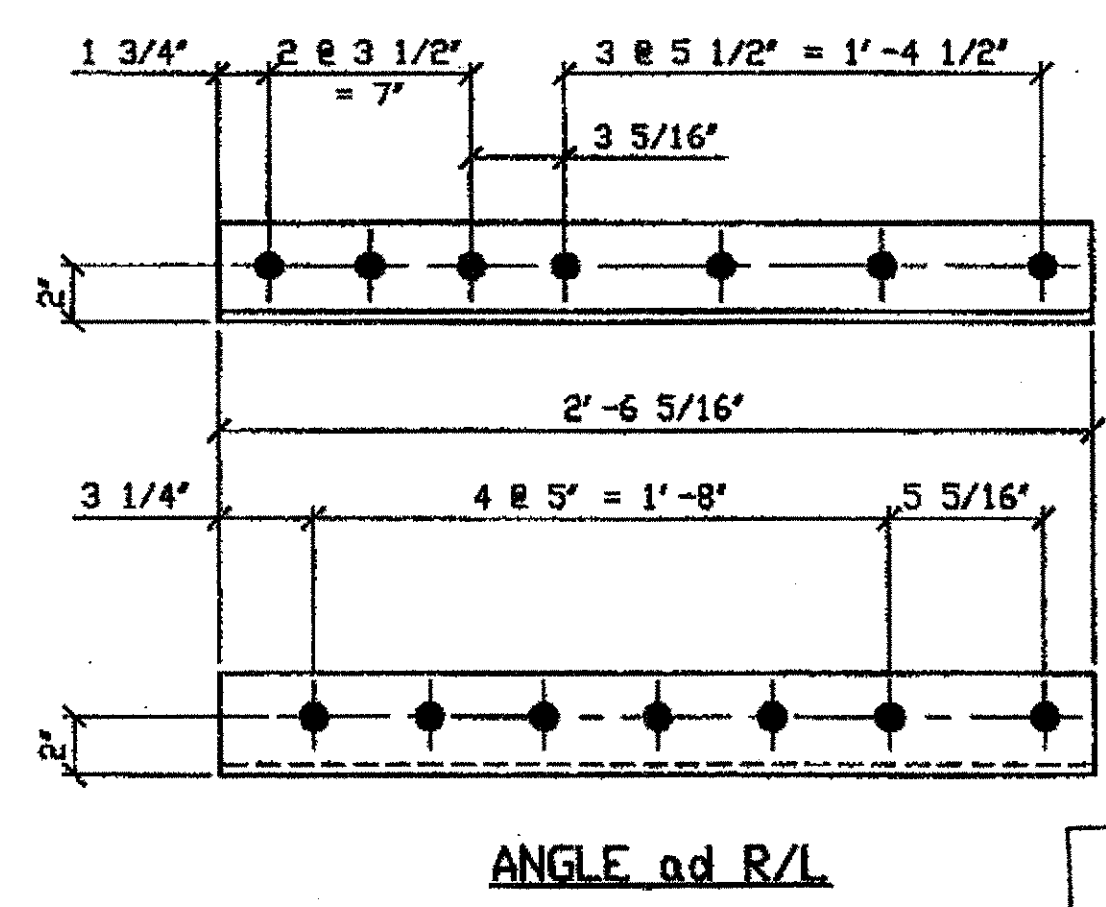 1 3/4" 2 @ 3 1/2" 3 @ 5 1/2" = 1'-4 1/2"
= 7"
3 5/16"
2"
2'-6 5/16"
3 1/4" 4 @ 5" = 1'-8" 5 5/16"
2"
ANGLE ad R/L